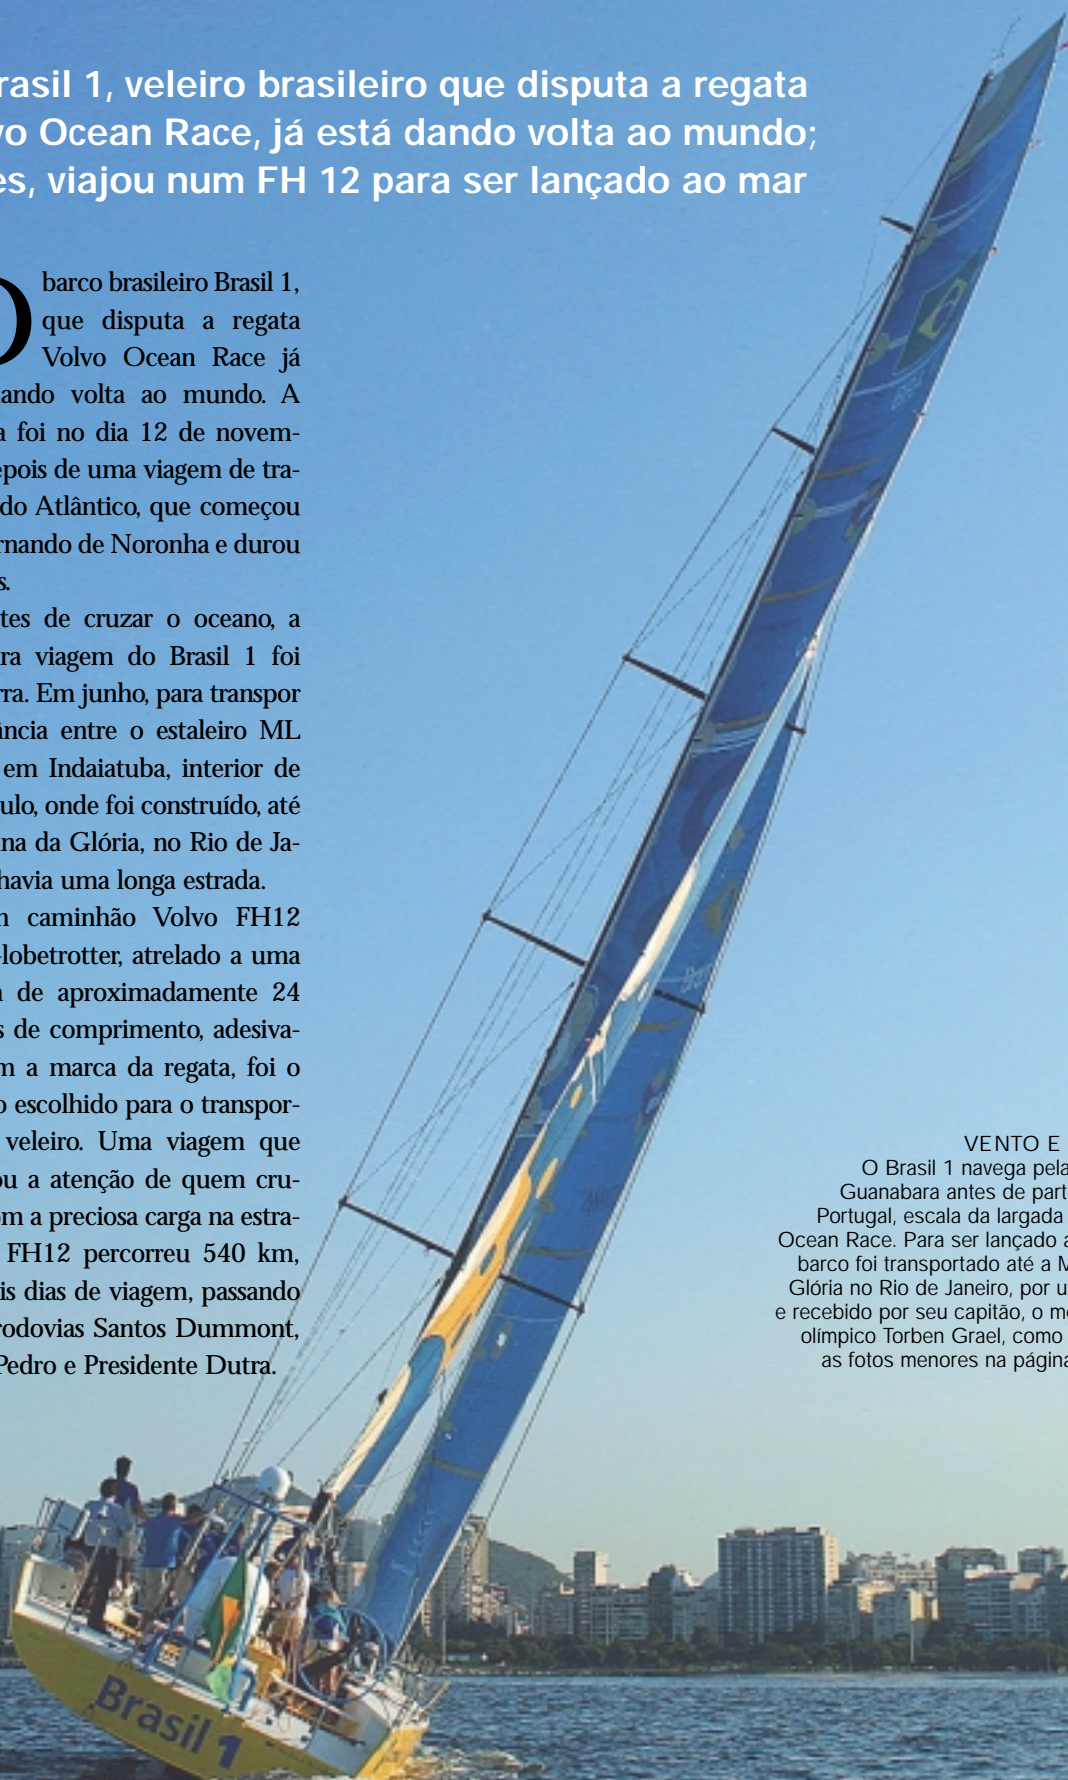 rasil 1, veleiro brasileiro que disputa a regata
vo Ocean Race, já está dando volta ao mundo;
es, viajou num FH 12 para ser lançado ao mar
O barco brasileiro Brasil 1,
que disputa a regata
Volvo Ocean Race já
ando volta ao mundo. A
a foi no dia 12 de novem-
epois de uma viagem de tra-
do Atlântico, que começou
rnando de Noronha e durou
s.
tes de cruzar o oceano, a
ra viagem do Brasil 1 foi
rra. Em junho, para transpor
ância entre o estaleiro ML
em Indaiatuba, interior de
ulo, onde foi construído, até
na da Glória, no Rio de Ja-
havia uma longa estrada.
m caminhão Volvo FH12
lobetrotter, atrelado a uma
a de aproximadamente 24
s de comprimento, adesiva-
m a marca da regata, foi o
o escolhido para o transpor-
veleiro. Uma viagem que
ou a atenção de quem cru-
om a preciosa carga na estra-
FH12 percorreu 540 km,
is dias de viagem, passando
rodovias Santos Dummont,
Pedro e Presidente Dutra.
VENTO E
O Brasil 1 navega pela
Guanabara antes de part
Portugal, escala da largada
Ocean Race. Para ser lançado a
barco foi transportado até a M
Glória no Rio de Janeiro, por u
e recebido por seu capitão, o me
olímpico Torben Grael, como
as fotos menores na página
Brasil 1